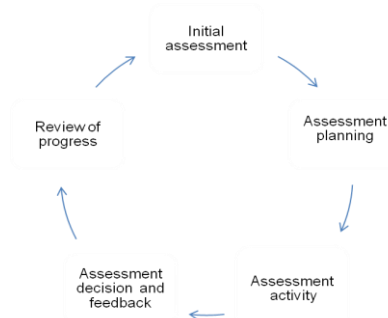 Initial
assessment
Assessment
planning
Assessment
activity
Assessment
decision and
feedback
Review of
progress